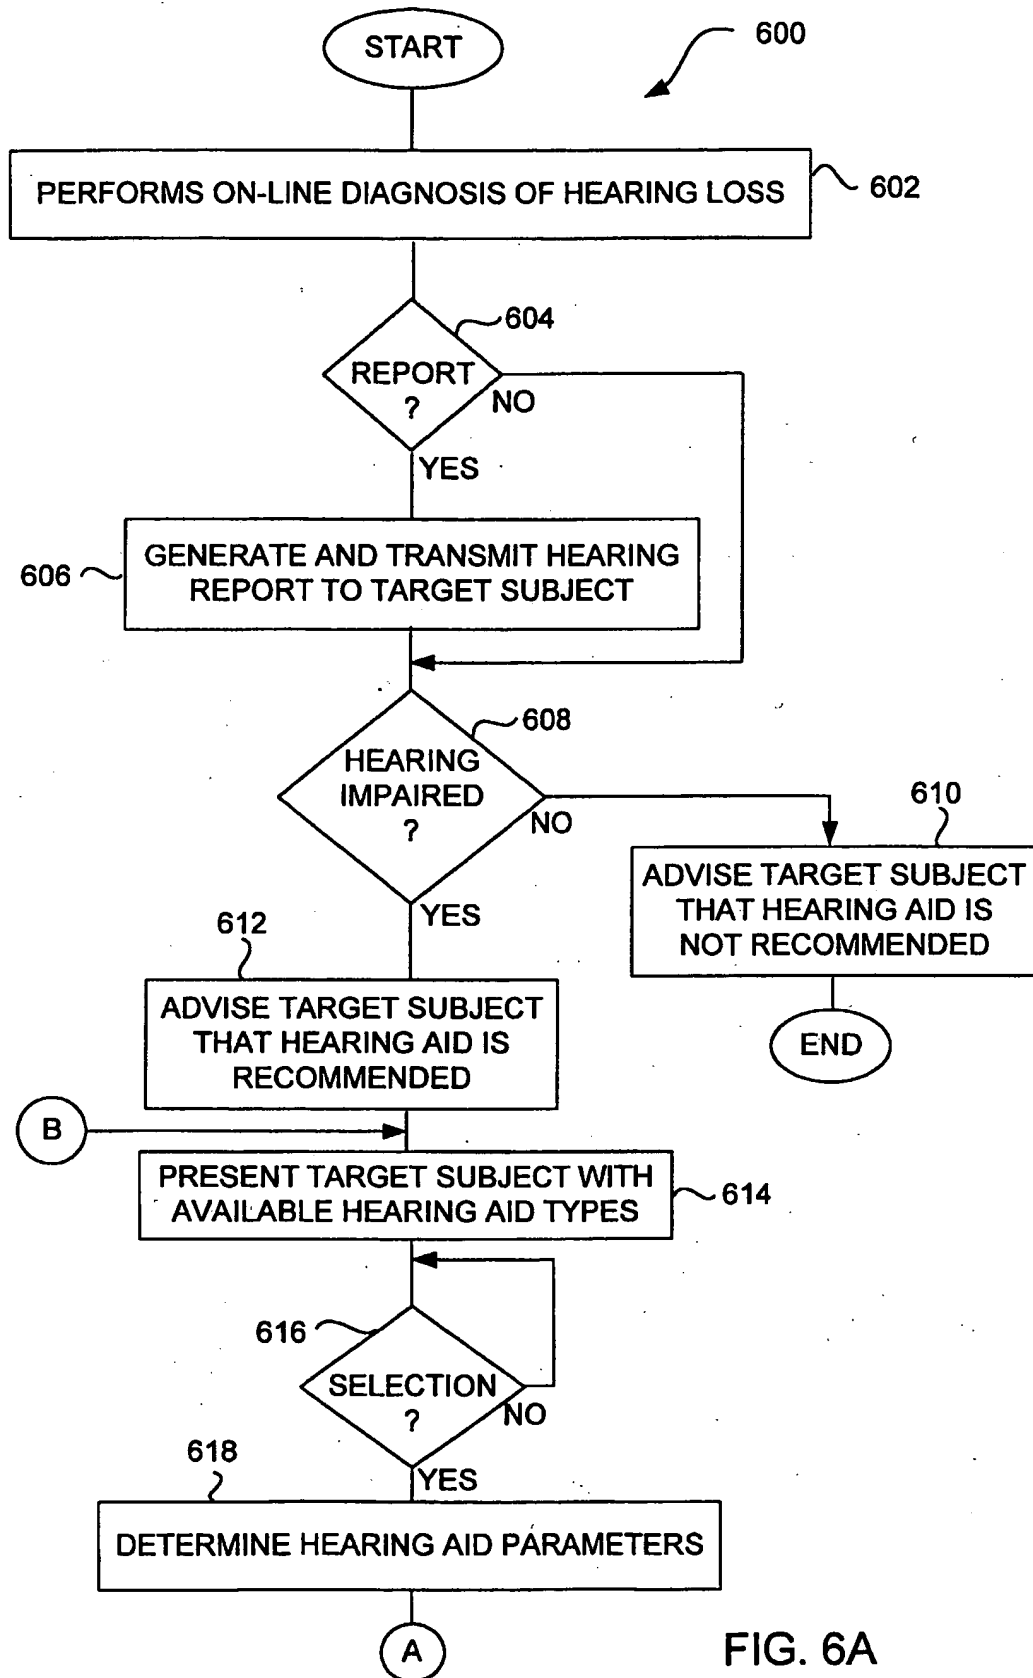 START
600
PERFORMS ON-LINE DIAGNOSIS OF HEARING LOSS
602
604
REPORT
?
NO
YES
606
GENERATE AND TRANSMIT HEARING
REPORT TO TARGET SUBJECT
608
HEARING
IMPAIRED
?
NO
YES
610
ADVISE TARGET SUBJECT
THAT HEARING AID IS
NOT RECOMMENDED
END
612
ADVISE TARGET SUBJECT
THAT HEARING AID IS
RECOMMENDED
B
PRESENT TARGET SUBJECT WITH
AVAILABLE HEARING AID TYPES
614
616
SELECTION
?
NO
YES
618
DETERMINE HEARING AID PARAMETERS
A
FIG. 6A